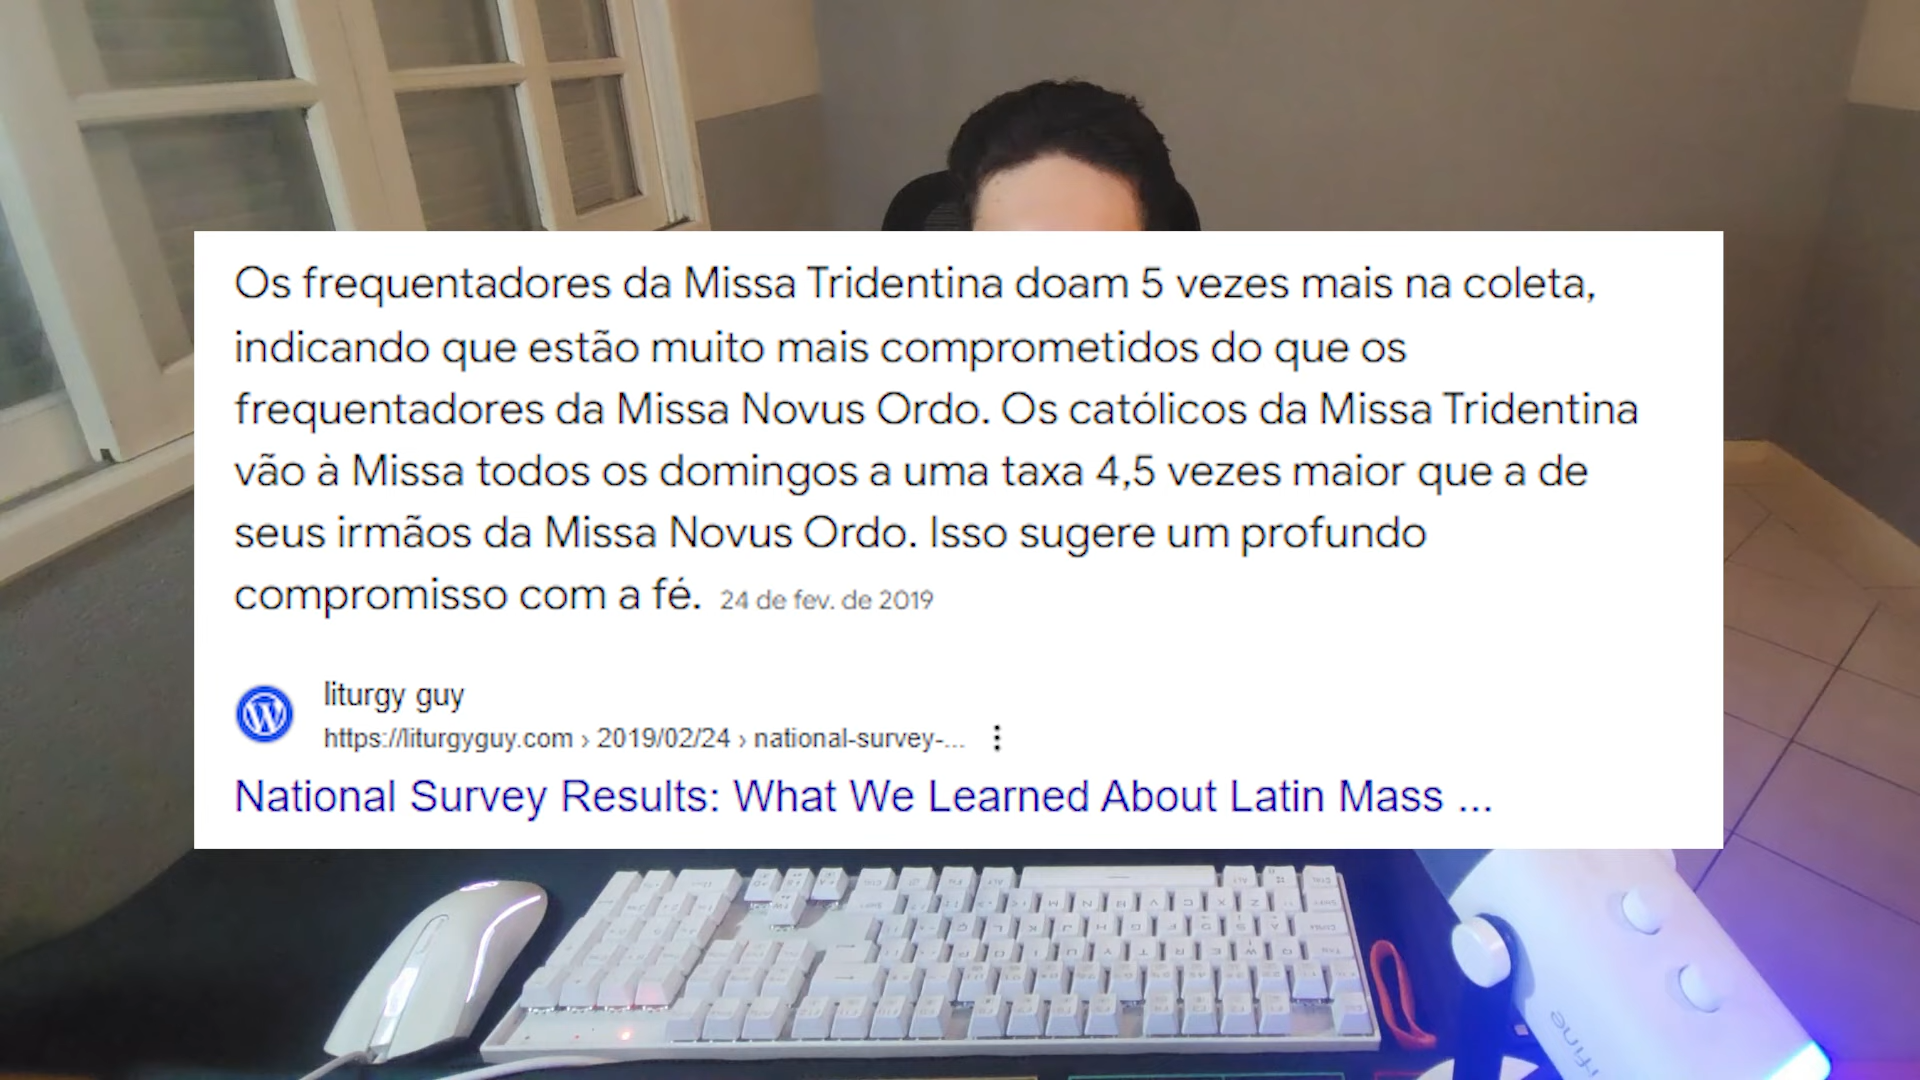 Os frequentadores da Missa Tridentina doam 5 vezes mais na coleta,
indicando que estão muito mais comprometidos do que os
frequentadores da Missa Novus Ordo. Os católicos da Missa Tridentina
vão à Missa todos os domingos a uma taxa 4,5 vezes maior que a de
seus irmãos da Missa Novus Ordo. Isso sugere um profundo
compromisso com a fé. 24 de fev. de 2019
liturgy guy
https://liturgyguy.com › 2019/02/24 › national-survey-...
National Survey Results: What We Learned About Latin Mass ...